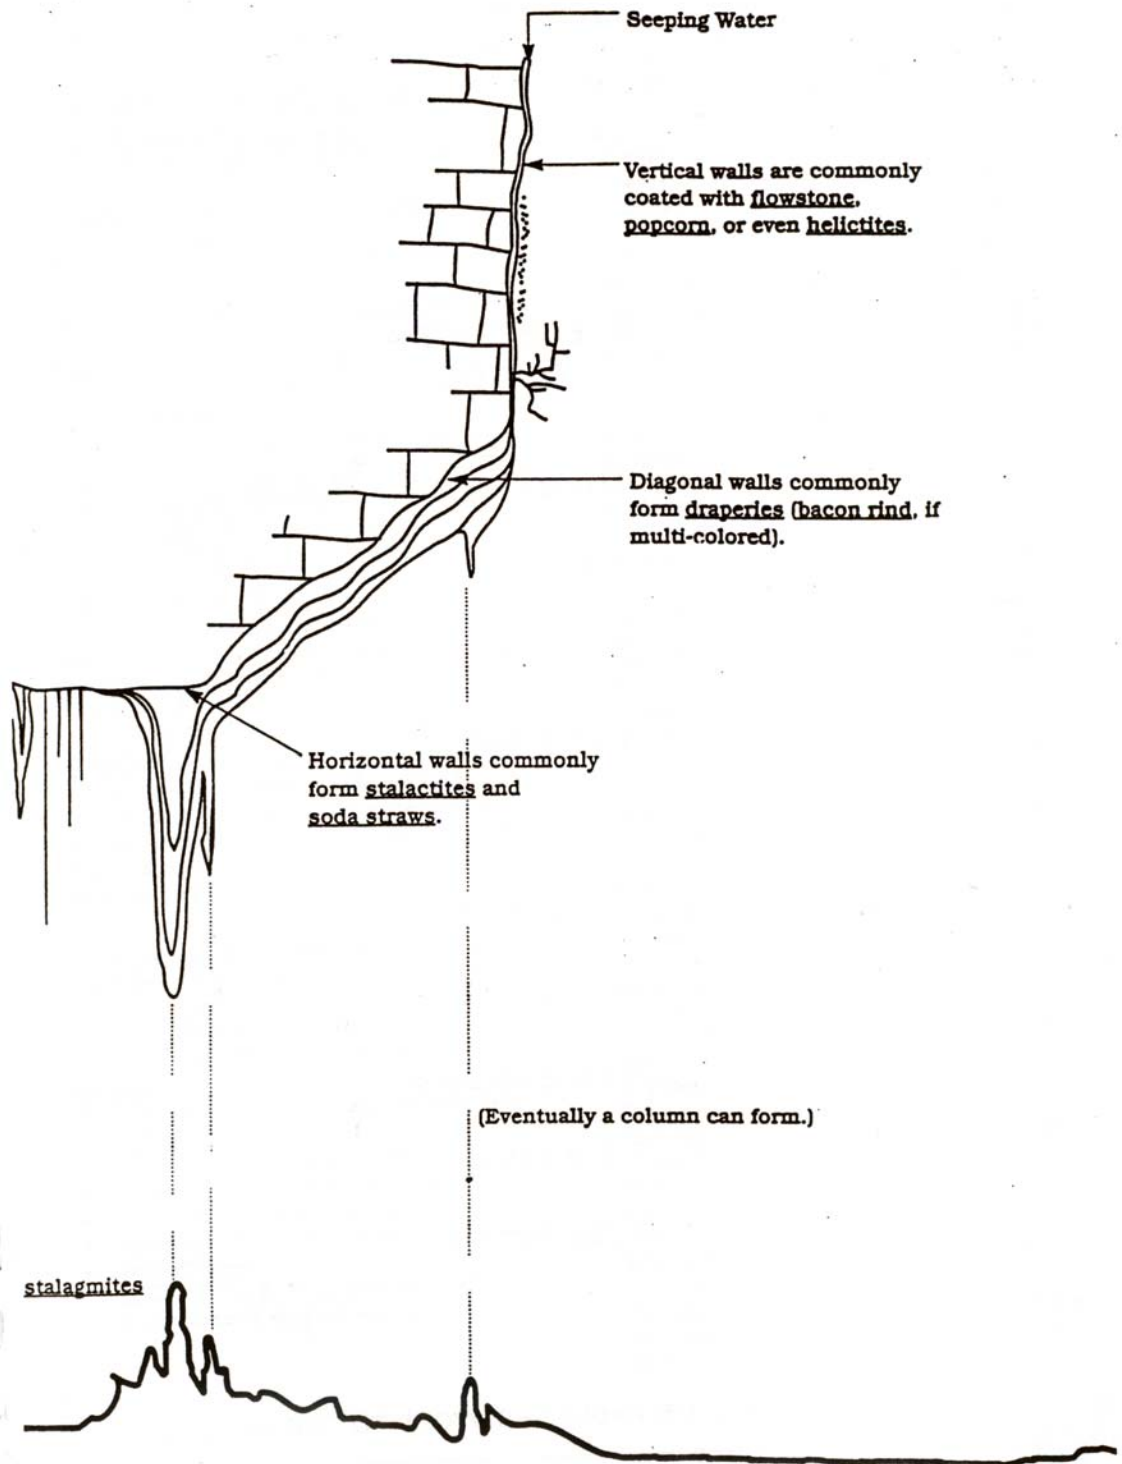 Seeping Water
Vertical walls are commonly
coated with flowstone,
popcorn, or even helictites.
Diagonal walls commonly
form draperies (bacon rind, if
multi-colored).
Horizontal walls commonly
form stalactites and
soda straws.
(Eventually a column can form.)
stalagmites